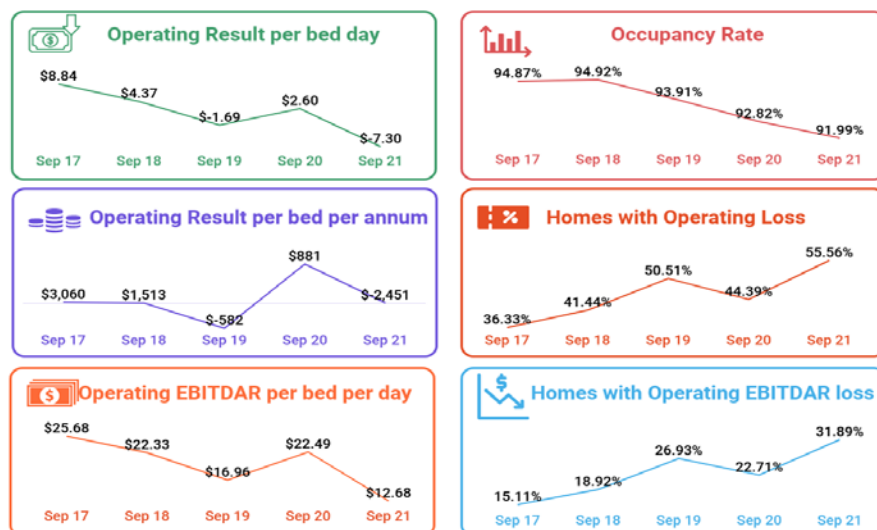 Operating Result per bed day
$8.84
$4.37
$-1.69
$2.60
$-7.30
Sep 17 Sep 18 Sep 19 Sep 20 Sep 21
Occupancy Rate
94.87%
94.92%
93.91%
92.82%
91.99%
Sep 17 Sep 18 Sep 19 Sep 20 Sep 21
Operating Result per bed per annum
$3,060
$1,513
$-582
$881
$-2,451
Sep 17 Sep 18 Sep 19 Sep 20 Sep 21
%
Homes with Operating Loss
36.33%
41.44%
50.51%
44.39%
55.56%
Sep 17 Sep 18 Sep 19 Sep 20 Sep 21
$
Operating EBITDAR per bed per day
$25.68
$22.33
$16.96
$22.49
$12.68
Sep 17 Sep 18 Sep 19 Sep 20 Sep 21
$
Homes with Operating EBITDAR loss
15.11%
18.92%
26.93%
22.71%
31.89%
Sep 17 Sep 18 Sep 19 Sep 20 Sep 21